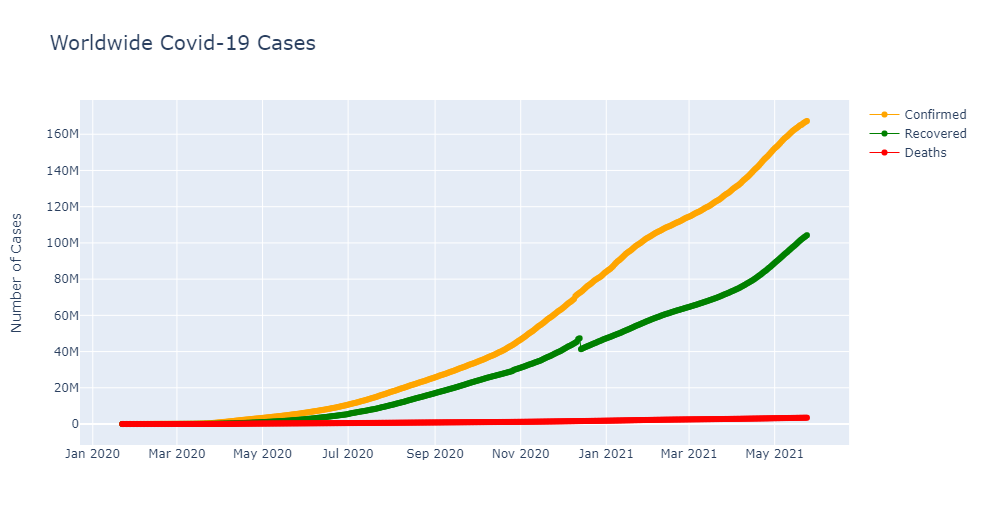 Worldwide Covid-19 Cases
Confirmed
Recovered
Deaths
Number of Cases
160M
140M
120M
100M
80M
60M
40M
20M
0
Jan 2020
Mar 2020
May 2020
Jul 2020
Sep 2020
Nov 2020
Jan 2021
Mar 2021
May 2021